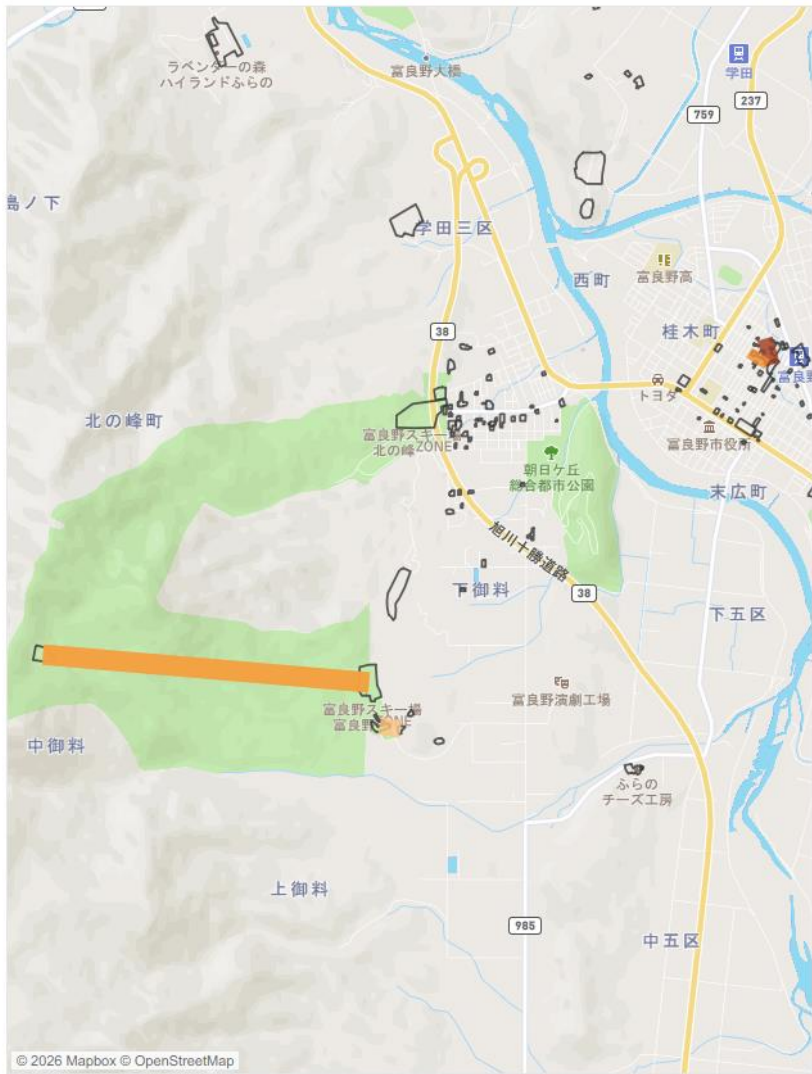 ラベンダーの森
ハイランドふらの
富良野大橋
学田
237
759
島ノ下
学田三区
西町
富良野高
桂木町
38
トヨタ
富良野
北の峰町
富良野スキー場
北の峰ZONE
富良野市役所
朝日ケ丘
総合都市公園
末広町
旭川十勝道路
下御料
38
下五区
富良野スキー場
富良野ZONE
富良野演劇工場
中御料
ふらの
チーズ工房
上御料
985
中五区
© 2026 Mapbox © OpenStreetMap